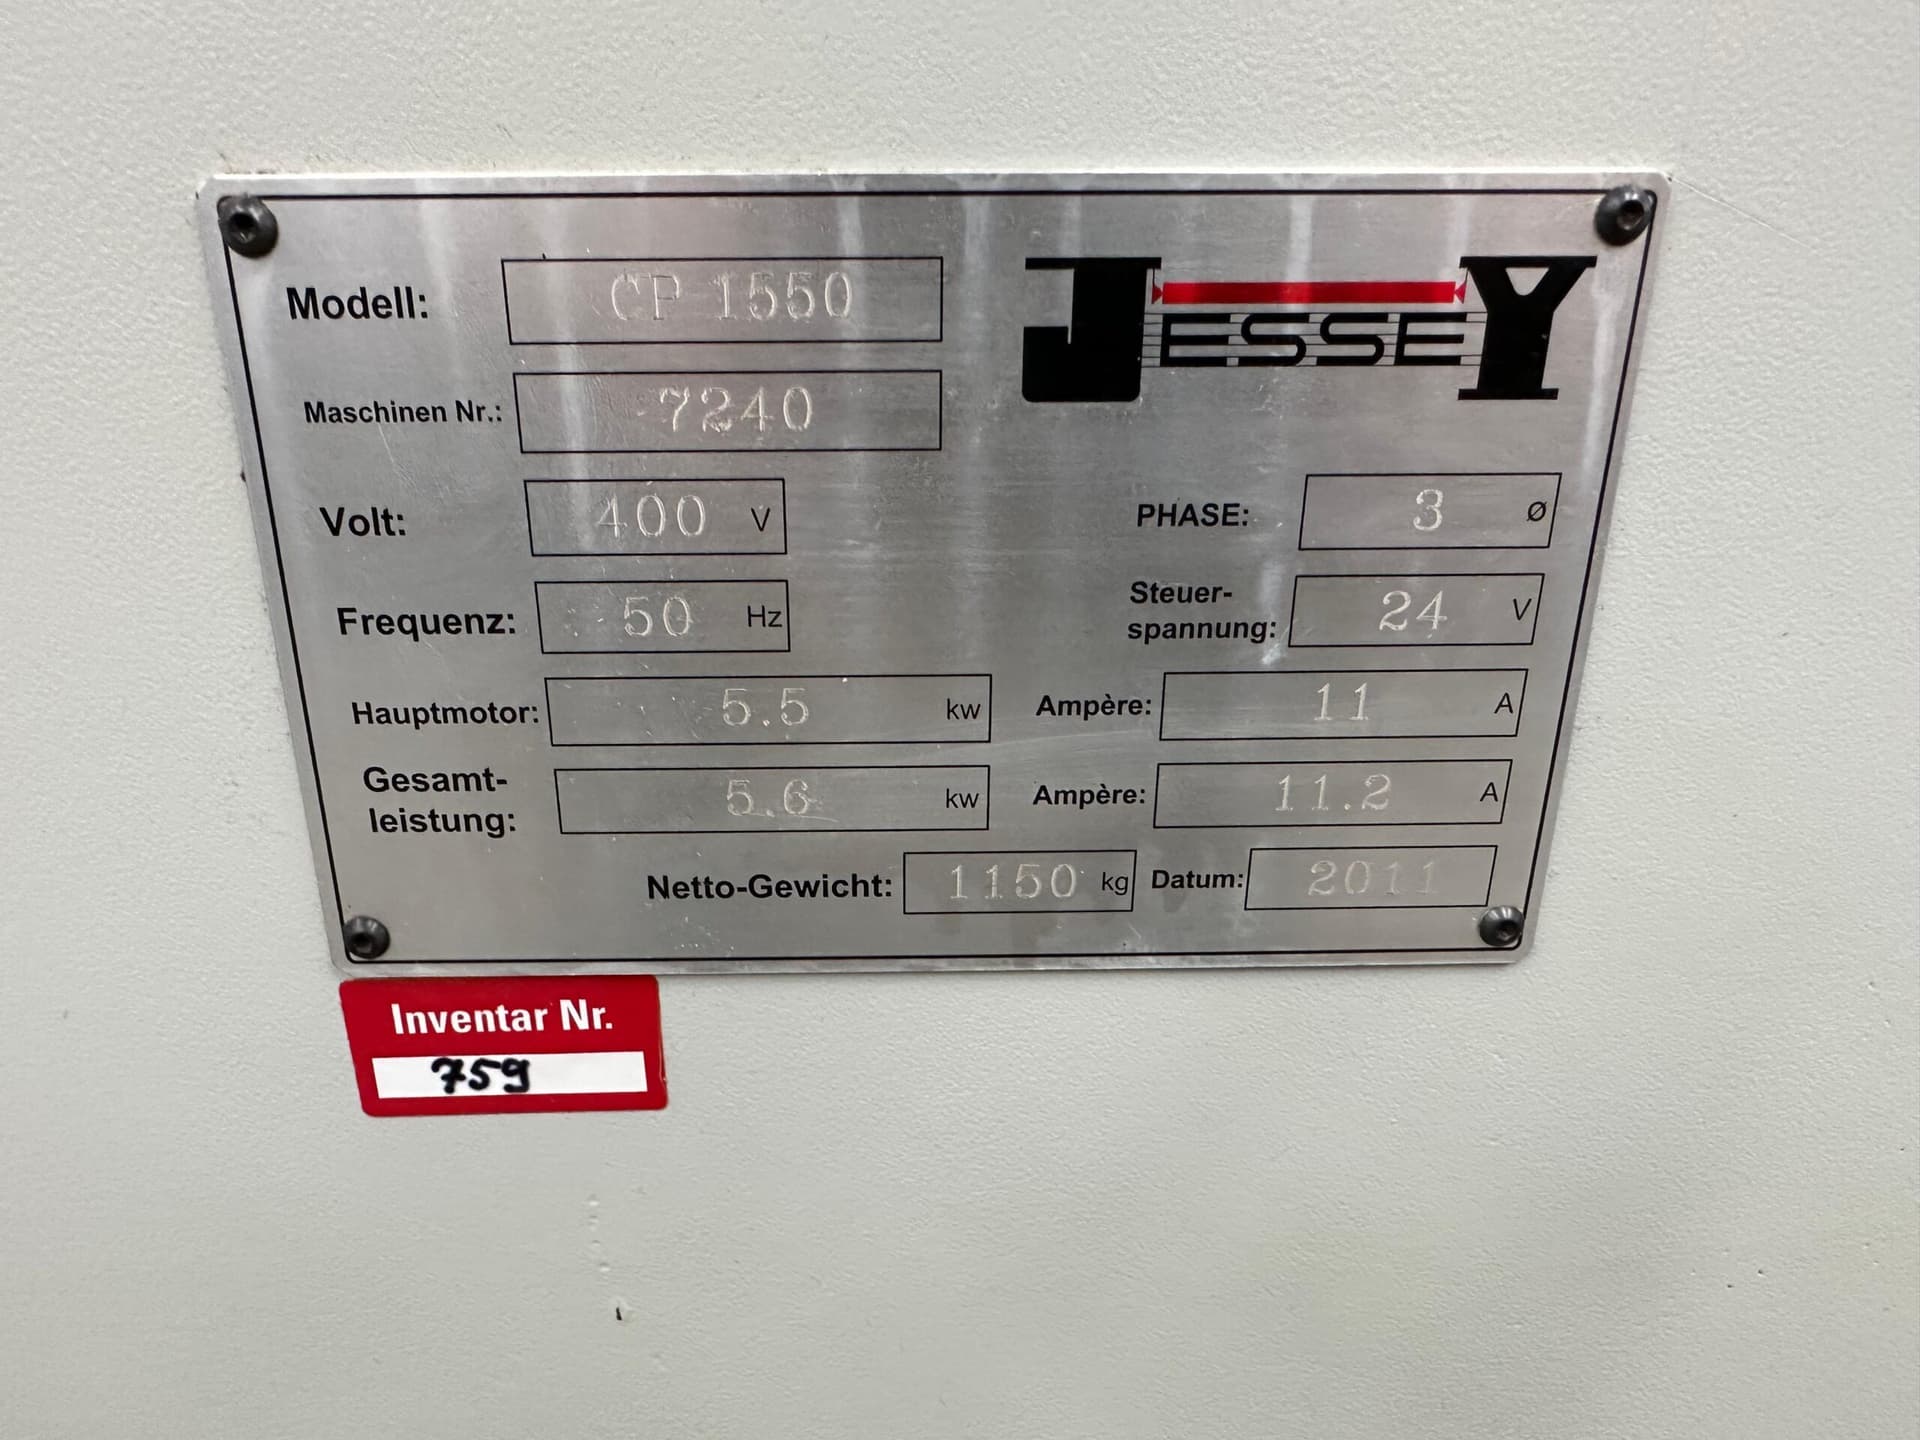 Modell: CP 1550
JESSEY
Maschinen Nr.: 7240
Volt: 400 V
PHASE: 3 Ø
Frequenz: 50 Hz
Steuer-
spannung: 24 V
Hauptmotor: 5.5 kw
Ampère: 11 A
Gesamt-
leistung: 5.6 kw
Ampère: 11.2 A
Netto-Gewicht: 1150 kg
Datum: 2011
Inventar Nr.
759